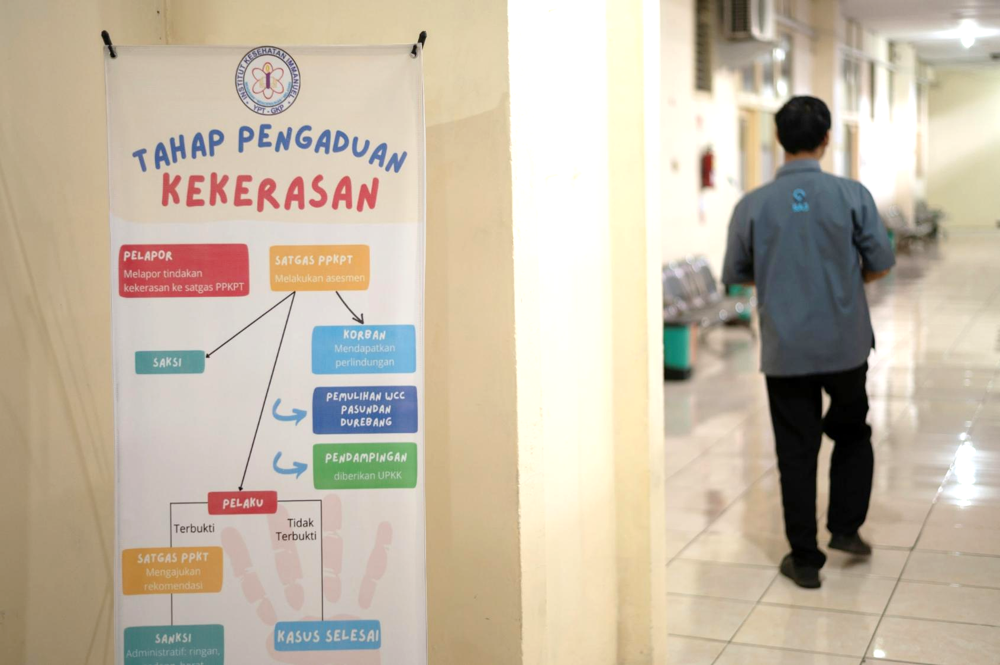 INSTITUT KESEHATAN IMMANUEL
YPT - GKP
TAHAP PENGADUAN
KEKERASAN
PELAPOR
Melapor tindakan
kekerasan ke satgas PPKPT
SATGAS PPKPT
Melakukan asesmen
SAKSI
KORBAN
Mendapatkan
perlindungan
PEMULIHAN WCC
PASUNDAN
DUREBANG
PENDAMPINGAN
diberikan UPKK
PELAKU
Terbukti
Tidak
Terbukti
SATGAS PPKT
Mengajukan
rekomendasi
SANKSI
Administratif: ringan,
KASUS SELESAI